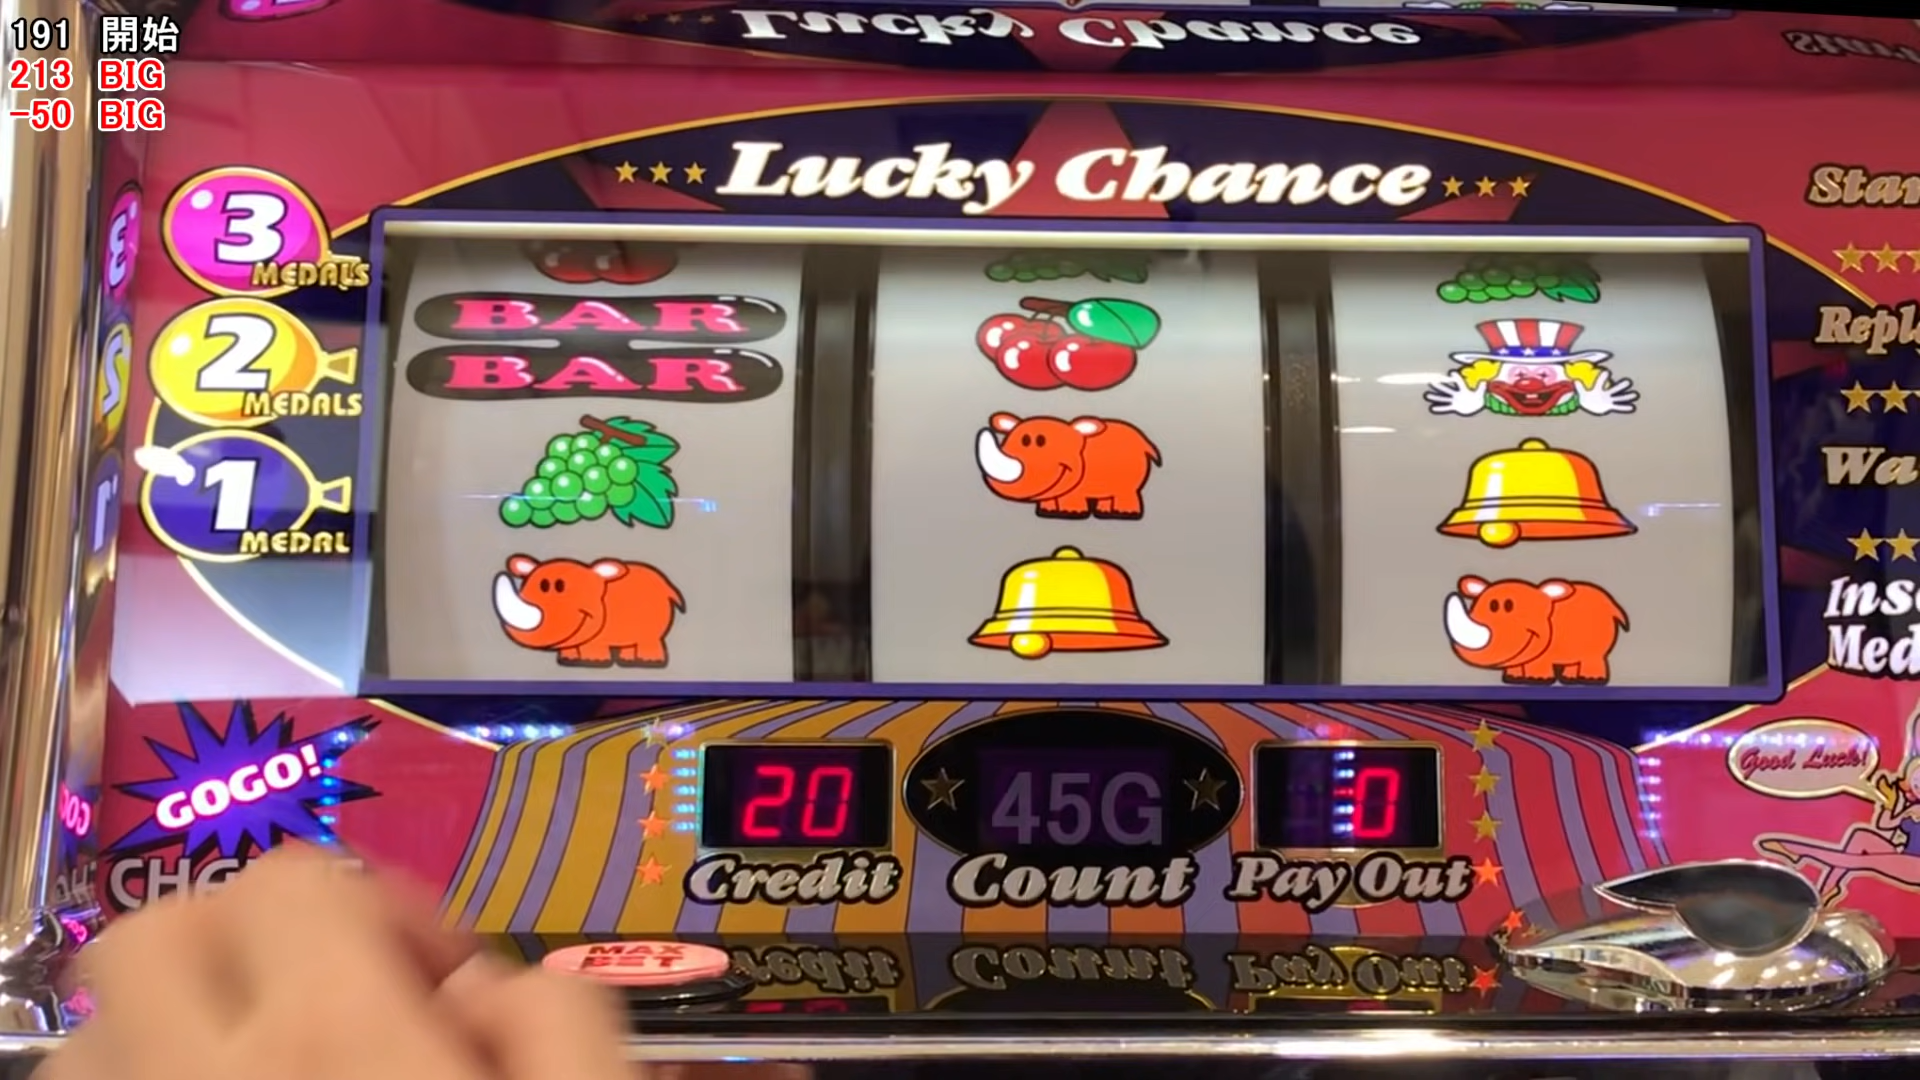 191 開始
213 BIG
-50 BIG
Lucky Chance
Lucky Chance
3
MEDALS
2
MEDALS
1
MEDAL
BAR
BAR
GOGO!
20
Credit
45G
Count
0
Pay Out
Good Luck!
MAX
BET